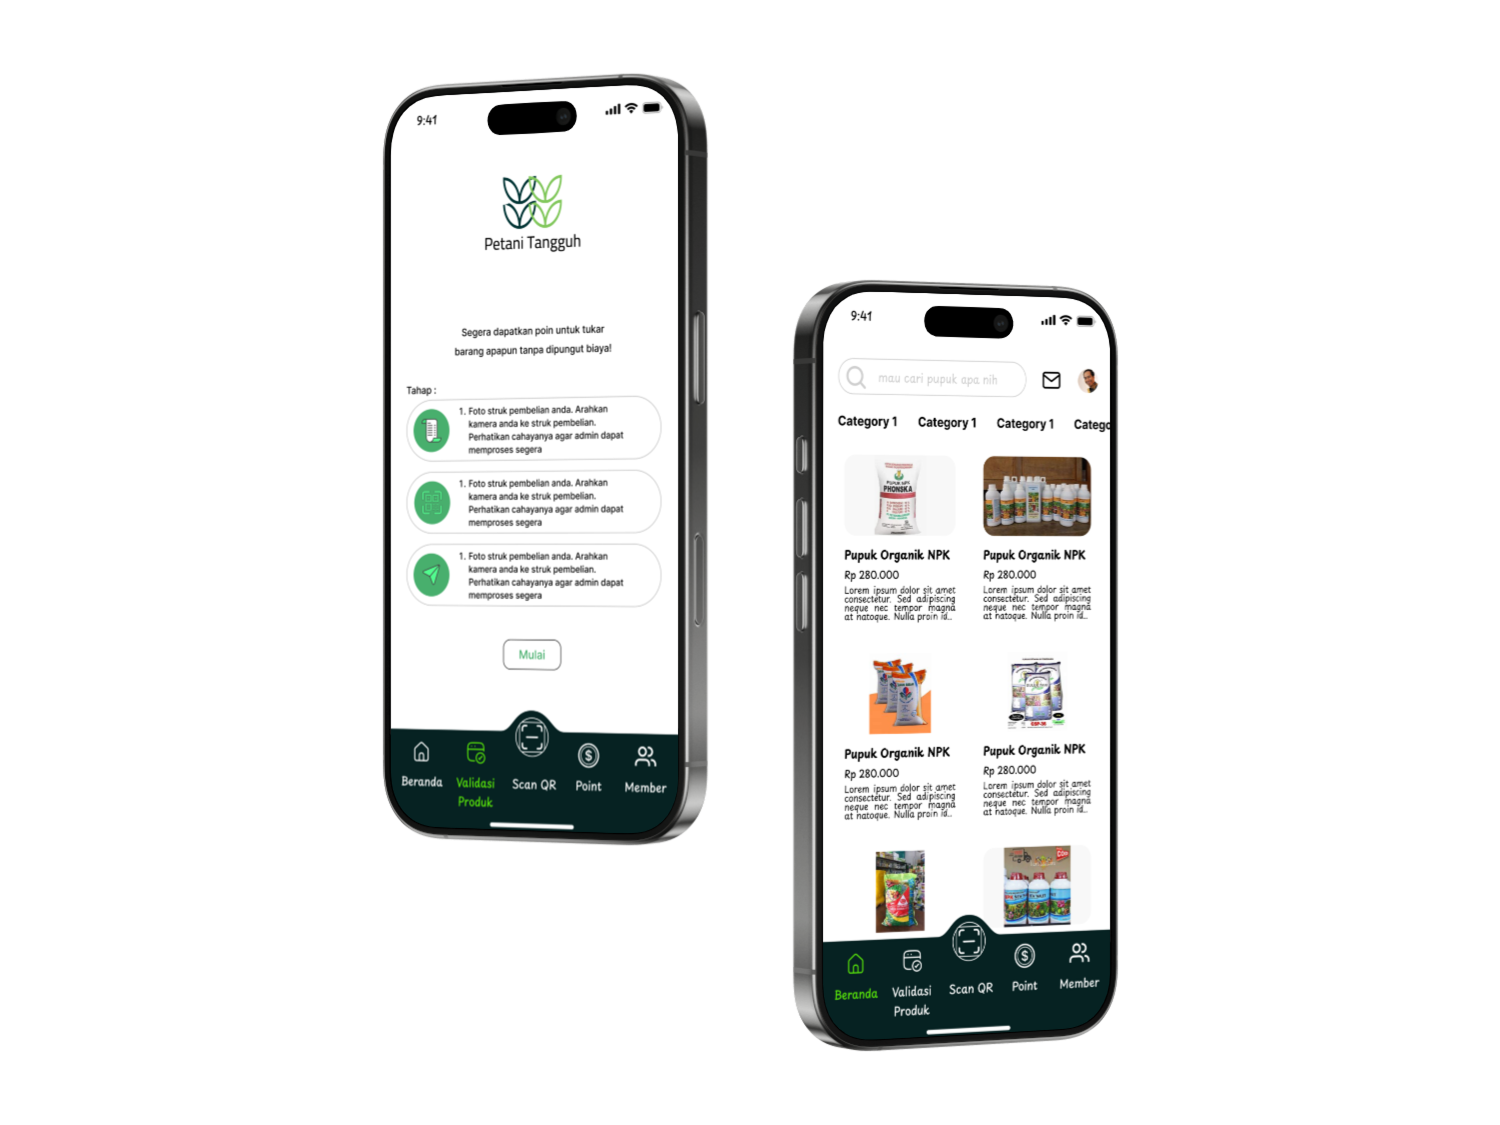 9:41
Petani Tangguh
Segera dapatkan poin untuk tukar
barang apapun tanpa dipungut biaya!
Tahap :
1. Foto struk pembelian anda. Arahkan
kamera anda ke struk pembelian.
Perhatikan cahayanya agar admin dapat
memproses segera
1. Foto struk pembelian anda. Arahkan
kamera anda ke struk pembelian.
Perhatikan cahayanya agar admin dapat
memproses segera
1. Foto struk pembelian anda. Arahkan
kamera anda ke struk pembelian.
Perhatikan cahayanya agar admin dapat
memproses segera
Mulai
Beranda
Validasi
Produk
Scan QR
Point
Member
9:41
mau cari pupuk apa nih
Category 1
Category 1
Category 1
Catego
PUPUK NPK
PHONSKA
Pupuk Organik NPK
Rp 280.000
Lorem ipsum dolor sit amet
consectetur. Sed adipiscing
neque nec tempor magna
at natoque. Nulla proin id...
Pupuk Organik NPK
Rp 280.000
Lorem ipsum dolor sit amet
consectetur. Sed adipiscing
neque nec tempor magna
at natoque. Nulla proin id...
Pupuk Organik NPK
Rp 280.000
Lorem ipsum dolor sit amet
consectetur. Sed adipiscing
neque nec tempor magna
at natoque. Nulla proin id...
Pupuk Organik NPK
Rp 280.000
Lorem ipsum dolor sit amet
consectetur. Sed adipiscing
neque nec tempor magna
at natoque. Nulla proin id...
Beranda
Validasi
Produk
Scan QR
Point
Member